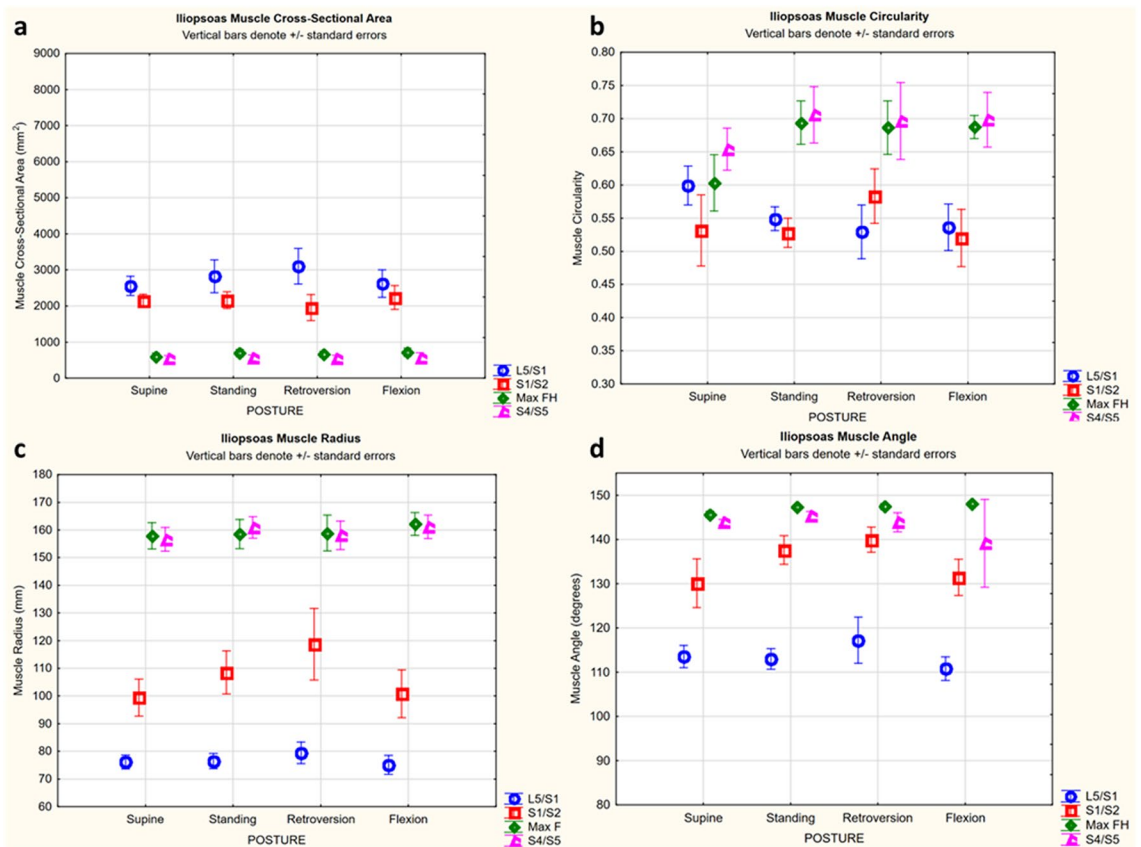 a
Iliopsoas Muscle Cross-Sectional Area
Vertical bars denote +/- standard errors
Muscle Cross-Sectional Area (mm²)
9000
8000
7000
6000
5000
4000
3000
2000
1000
0
Supine Standing Retroversion Flexion
POSTURE
L5/S1
S1/S2
Max FH
S4/S5
b
Iliopsoas Muscle Circularity
Vertical bars denote +/- standard errors
Muscle Circularity
0.80
0.75
0.70
0.65
0.60
0.55
0.50
0.45
0.40
0.35
0.30
Supine Standing Retroversion Flexion
POSTURE
L5/S1
S1/S2
Max FH
S4/S5
c
Iliopsoas Muscle Radius
Vertical bars denote +/- standard errors
Muscle Radius (mm)
180
170
160
150
140
130
120
110
100
90
80
70
60
Supine Standing Retroversion Flexion
POSTURE
L5/S1
S1/S2
Max F
S4/S5
d
Iliopsoas Muscle Angle
Vertical bars denote +/- standard errors
Muscle Angle (degrees)
150
140
130
120
110
100
90
80
Supine Standing Retroversion Flexion
POSTURE
L5/S1
S1/S2
Max FH
S4/S5